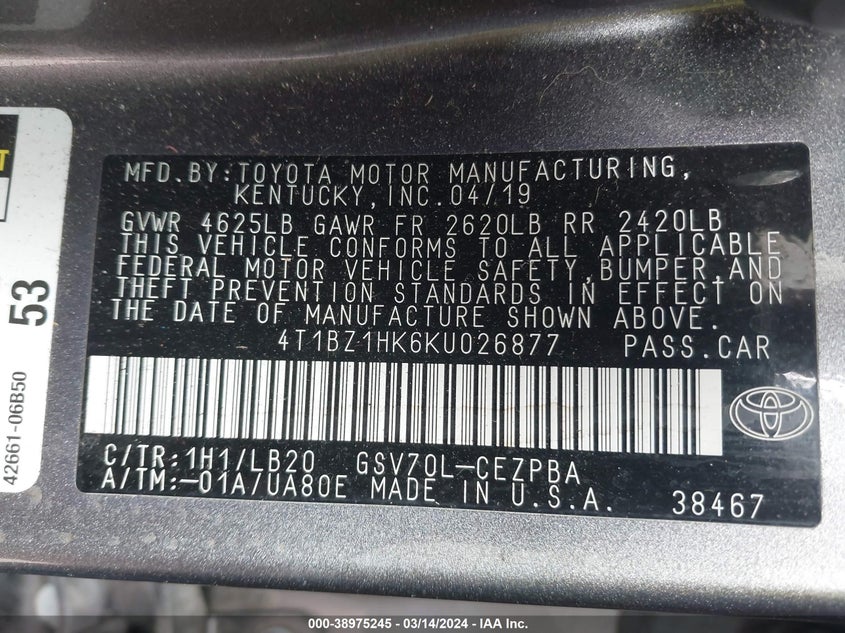 MFD.BY:TOYOTA MOTOR MANUFACTURING,
KENTUCKY,INC.04/19
GVWR 4625LB GAWR FR 2620LB RR 2420LB
THIS VEHICLE CONFORMS TO ALL APPLICABLE
FEDERAL MOTOR VEHICLE SAFETY,BUMPER,AND
THEFT PREVENTION STANDARDS IN EFFECT ON
THE DATE OF MANUFACTURE SHOWN ABOVE.
4T1BZ1HK6KU026877 PASS.CAR
C/TR:1H1/LB20 GSV70L-CEZPBA
A/TM:-01A/UA80E MADE IN U.S.A. 38467
53
42661-06B50
000-38975245 - 03/14/2024 - IAA Inc.